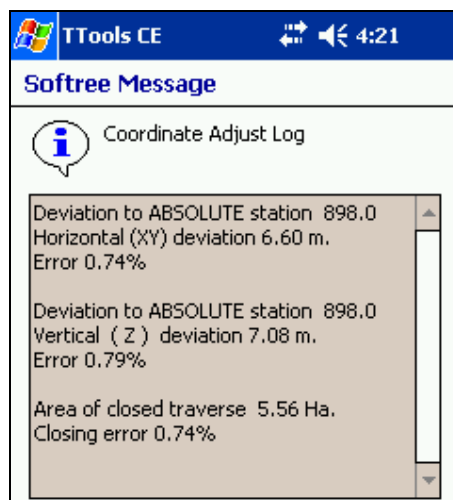 TTools CE 4:21
Softree Message
Coordinate Adjust Log
Deviation to ABSOLUTE station 898.0
Horizontal (XY) deviation 6.60 m.
Error 0.74%
Deviation to ABSOLUTE station 898.0
Vertical ( Z ) deviation 7.08 m.
Error 0.79%
Area of closed traverse 5.56 Ha.
Closing error 0.74%